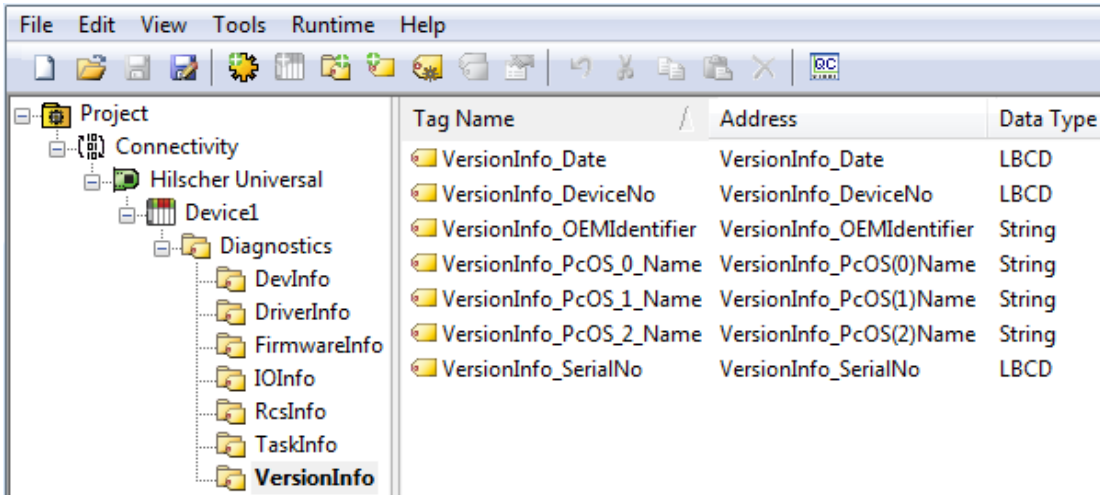 File Edit View Tools Runtime Help
QC
Project
Connectivity
Hilscher Universal
Device1
Diagnostics
DevInfo
DriverInfo
FirmwareInfo
IOInfo
RcsInfo
TaskInfo
VersionInfo
Tag Name Address Data Type
VersionInfo_Date VersionInfo_Date LBCD
VersionInfo_DeviceNo VersionInfo_DeviceNo LBCD
VersionInfo_OEMIdentifier VersionInfo_OEMIdentifier String
VersionInfo_PcOS_0_Name VersionInfo_PcOS(0)Name String
VersionInfo_PcOS_1_Name VersionInfo_PcOS(1)Name String
VersionInfo_PcOS_2_Name VersionInfo_PcOS(2)Name String
VersionInfo_SerialNo VersionInfo_SerialNo LBCD